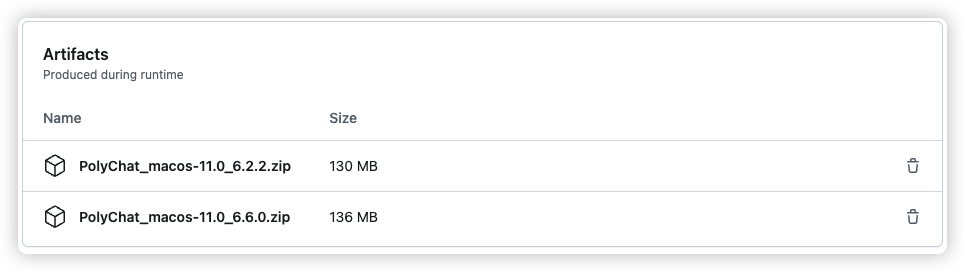 Artifacts
Produced during runtime
Name Size
PolyChat_macos-11.0_6.2.2.zip 130 MB
PolyChat_macos-11.0_6.6.0.zip 136 MB